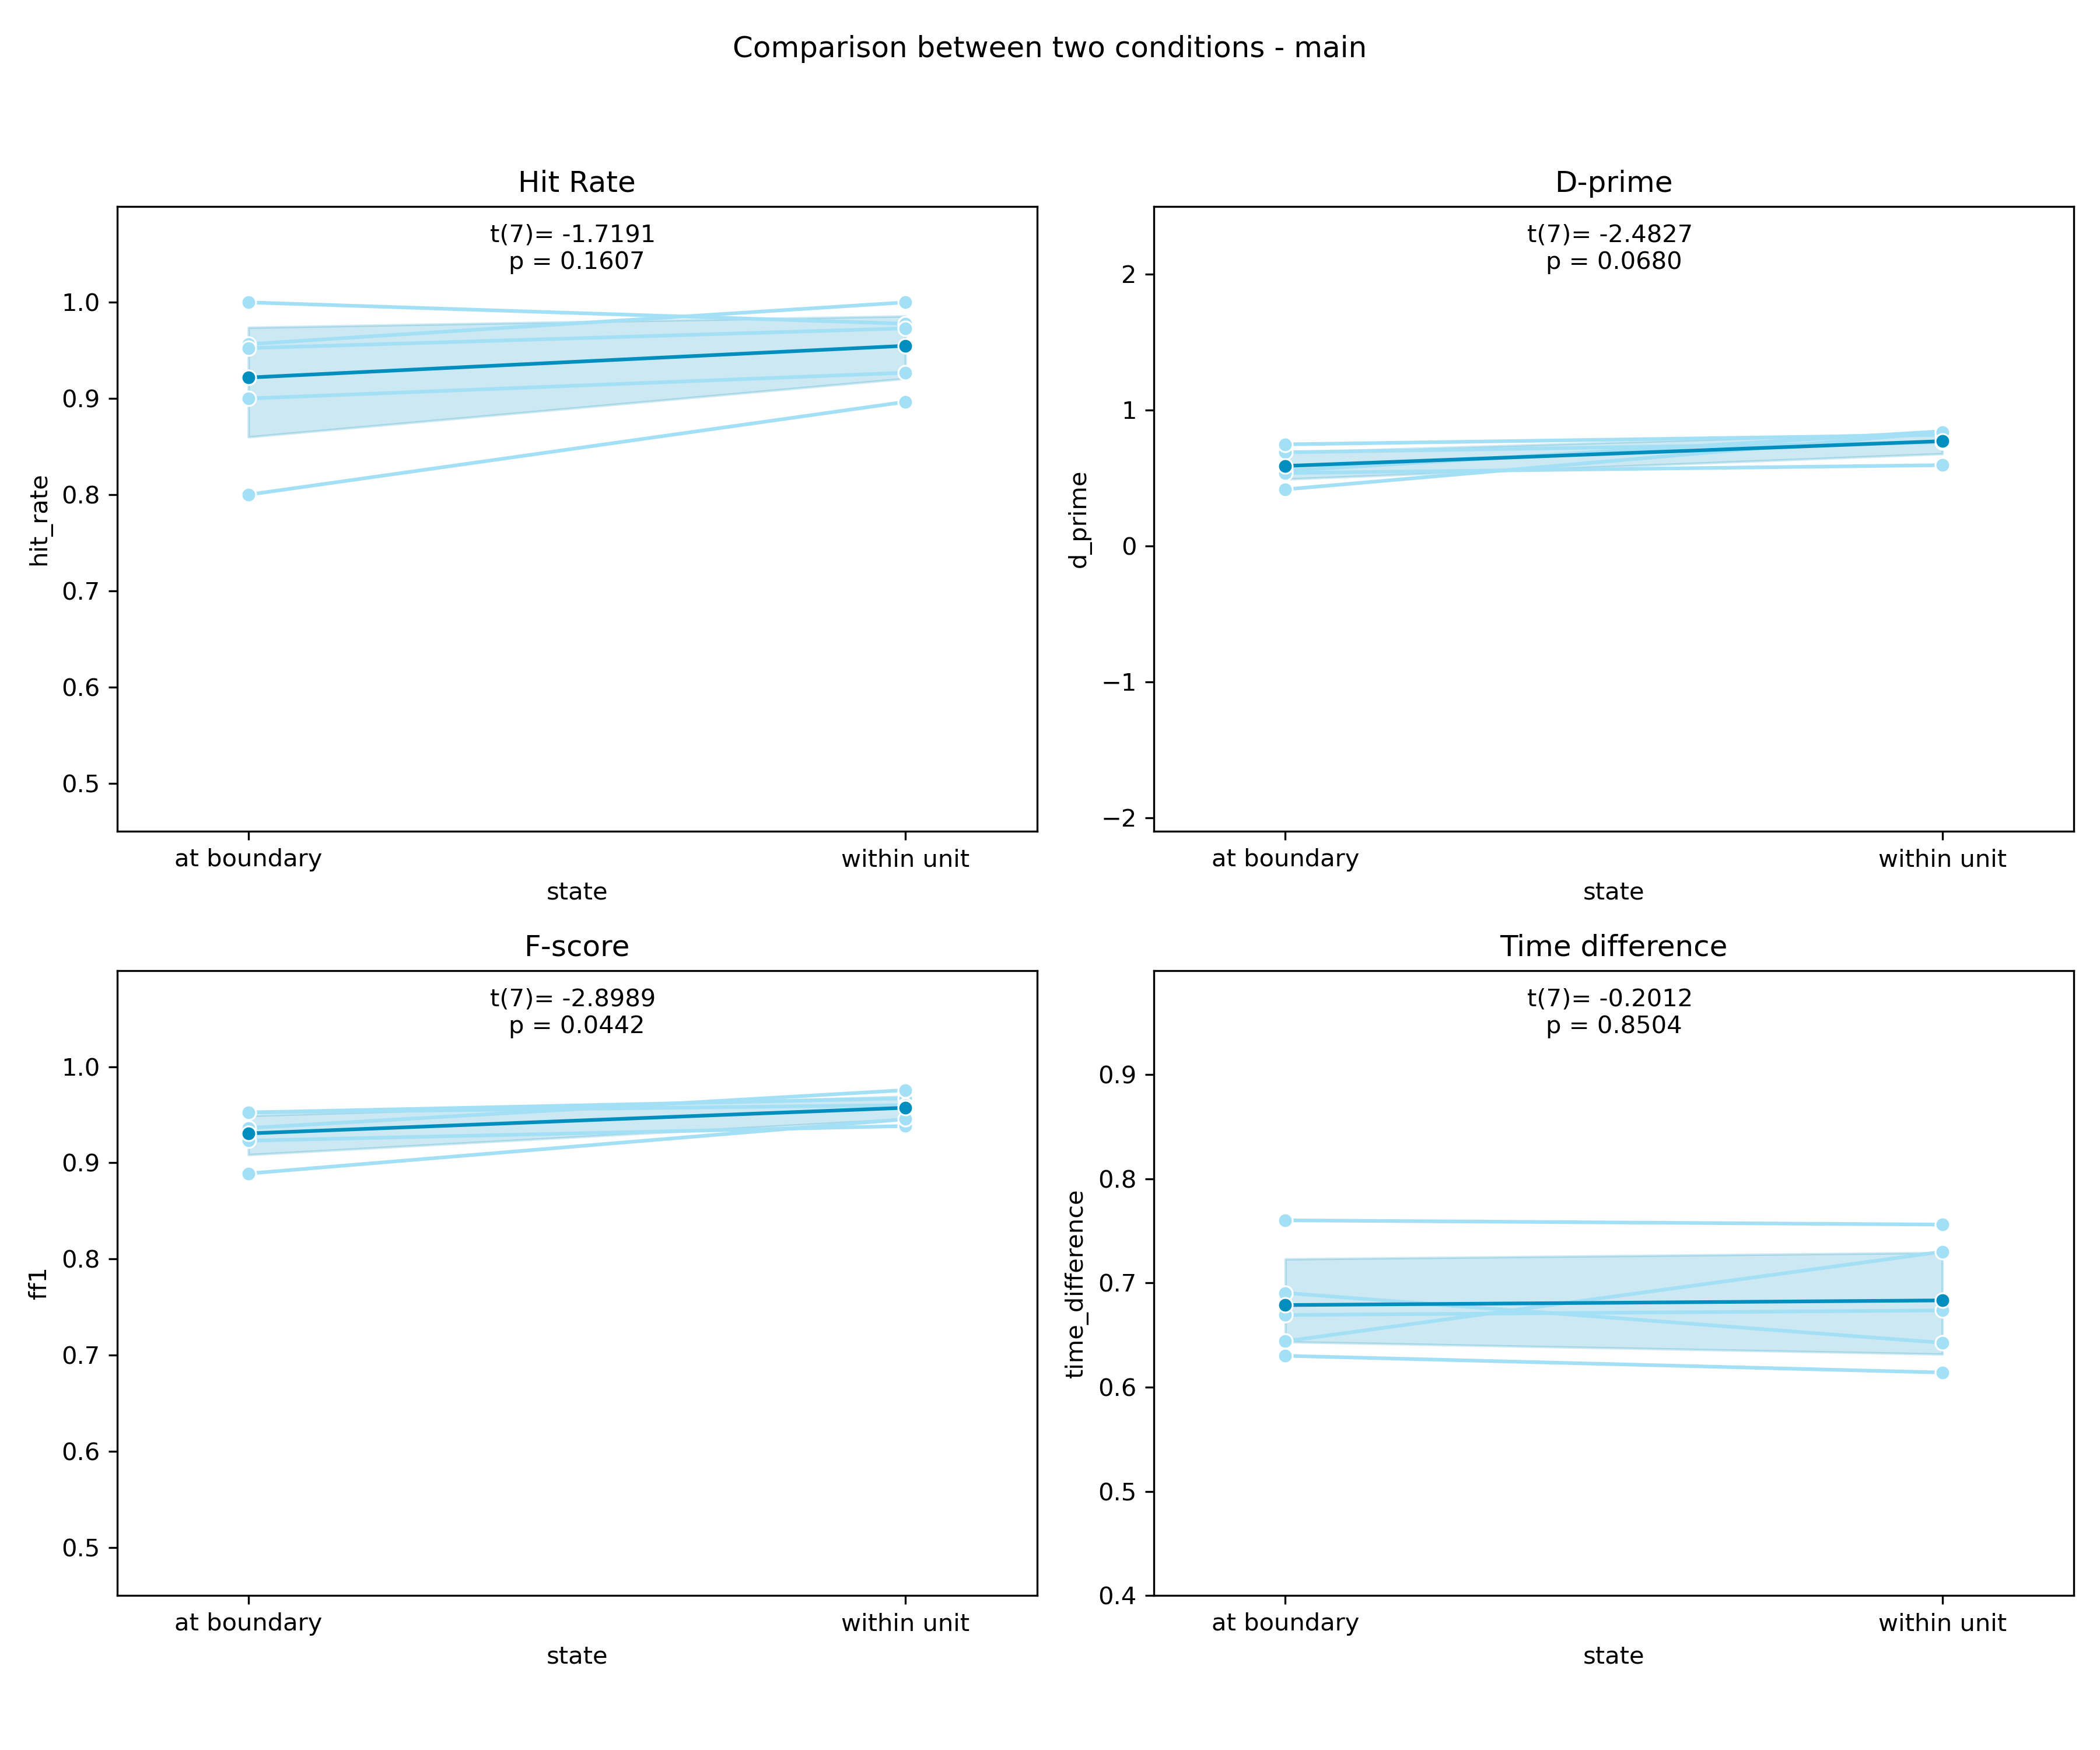 Comparison between two conditions - main
Hit Rate
t(7)= -1.7191
p = 0.1607
1.0
0.9
0.8
0.7
0.6
0.5
hit_rate
at boundary
within unit
state
D-prime
t(7)= -2.4827
p = 0.0680
2
1
0
−1
−2
d_prime
at boundary
within unit
state
F-score
t(7)= -2.8989
p = 0.0442
1.0
0.9
0.8
0.7
0.6
0.5
ff1
at boundary
within unit
state
Time difference
t(7)= -0.2012
p = 0.8504
0.9
0.8
0.7
0.6
0.5
0.4
time_difference
at boundary
within unit
state